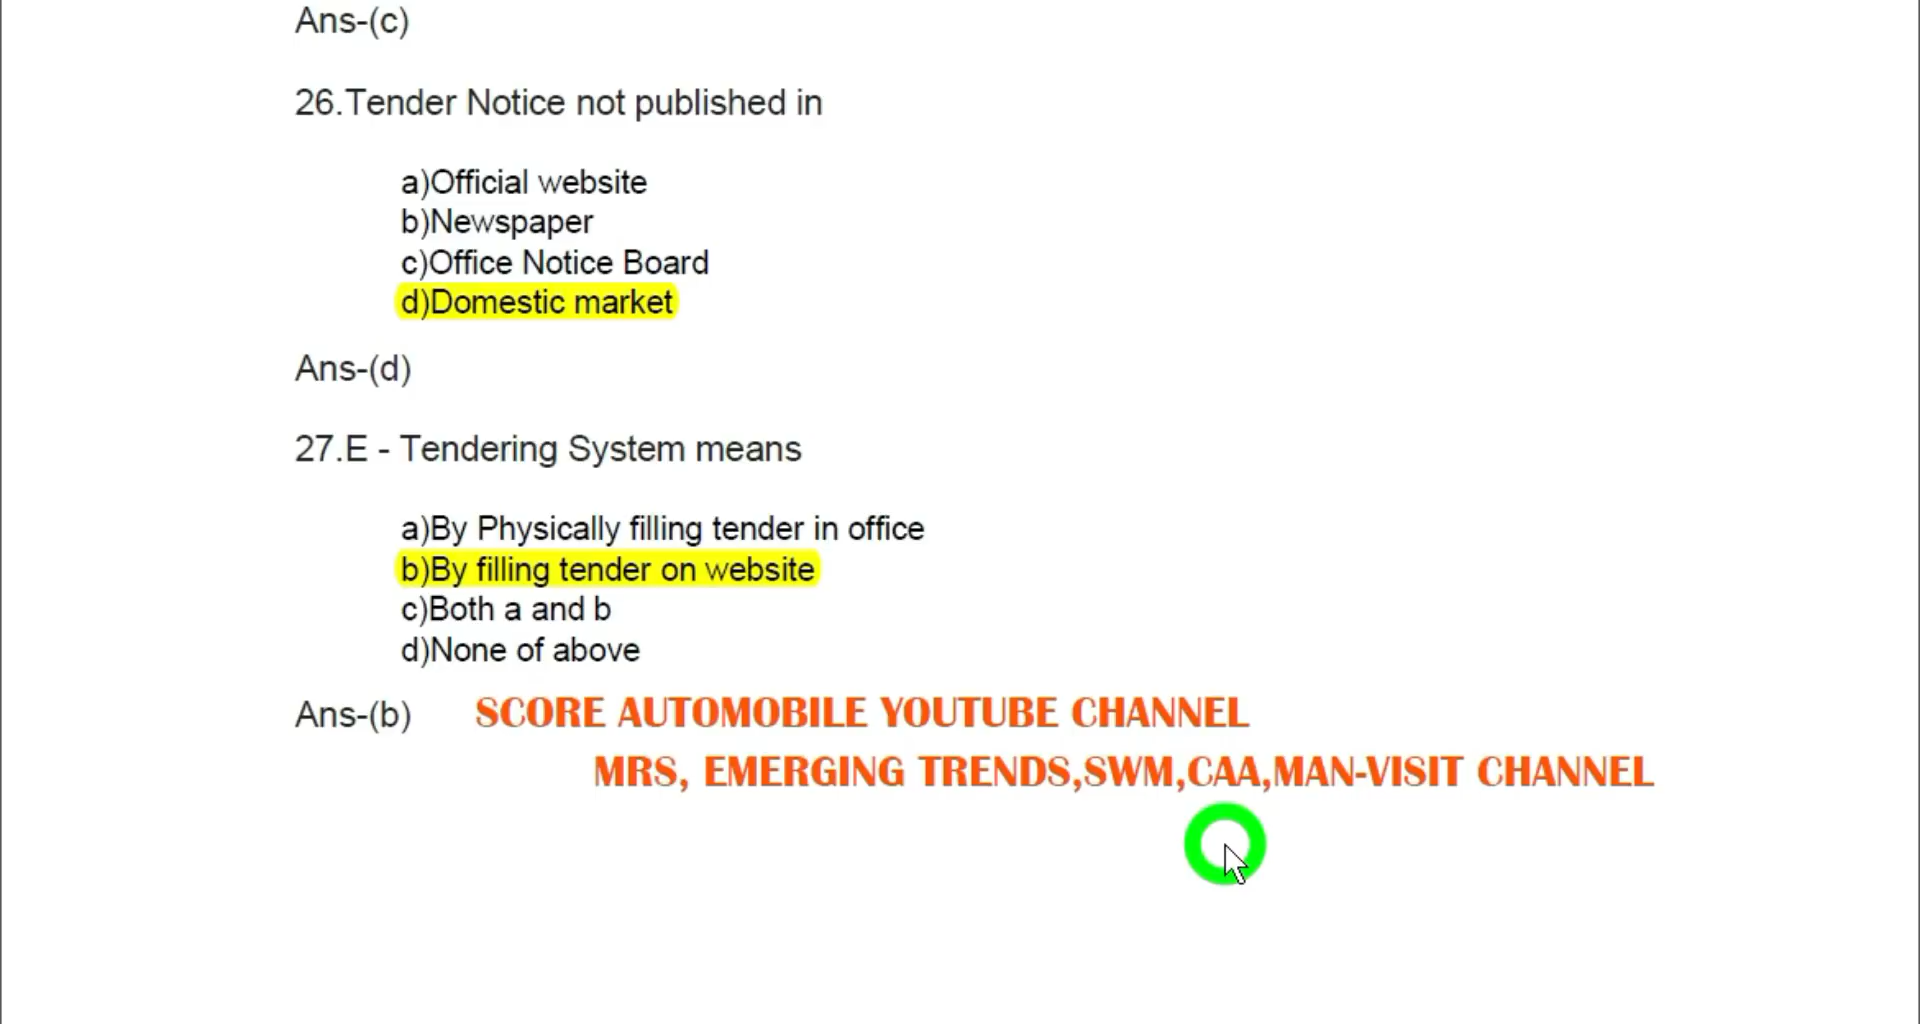 Ans-(c)
26.Tender Notice not published in
a)Official website
b)Newspaper
c)Office Notice Board
d)Domestic market
Ans-(d)
27.E - Tendering System means
a)By Physically filling tender in office
b)By filling tender on website
c)Both a and b
d)None of above
Ans-(b) SCORE AUTOMOBILE YOUTUBE CHANNEL
MRS, EMERGING TRENDS,SWM,CAA,MAN-VISIT CHANNEL